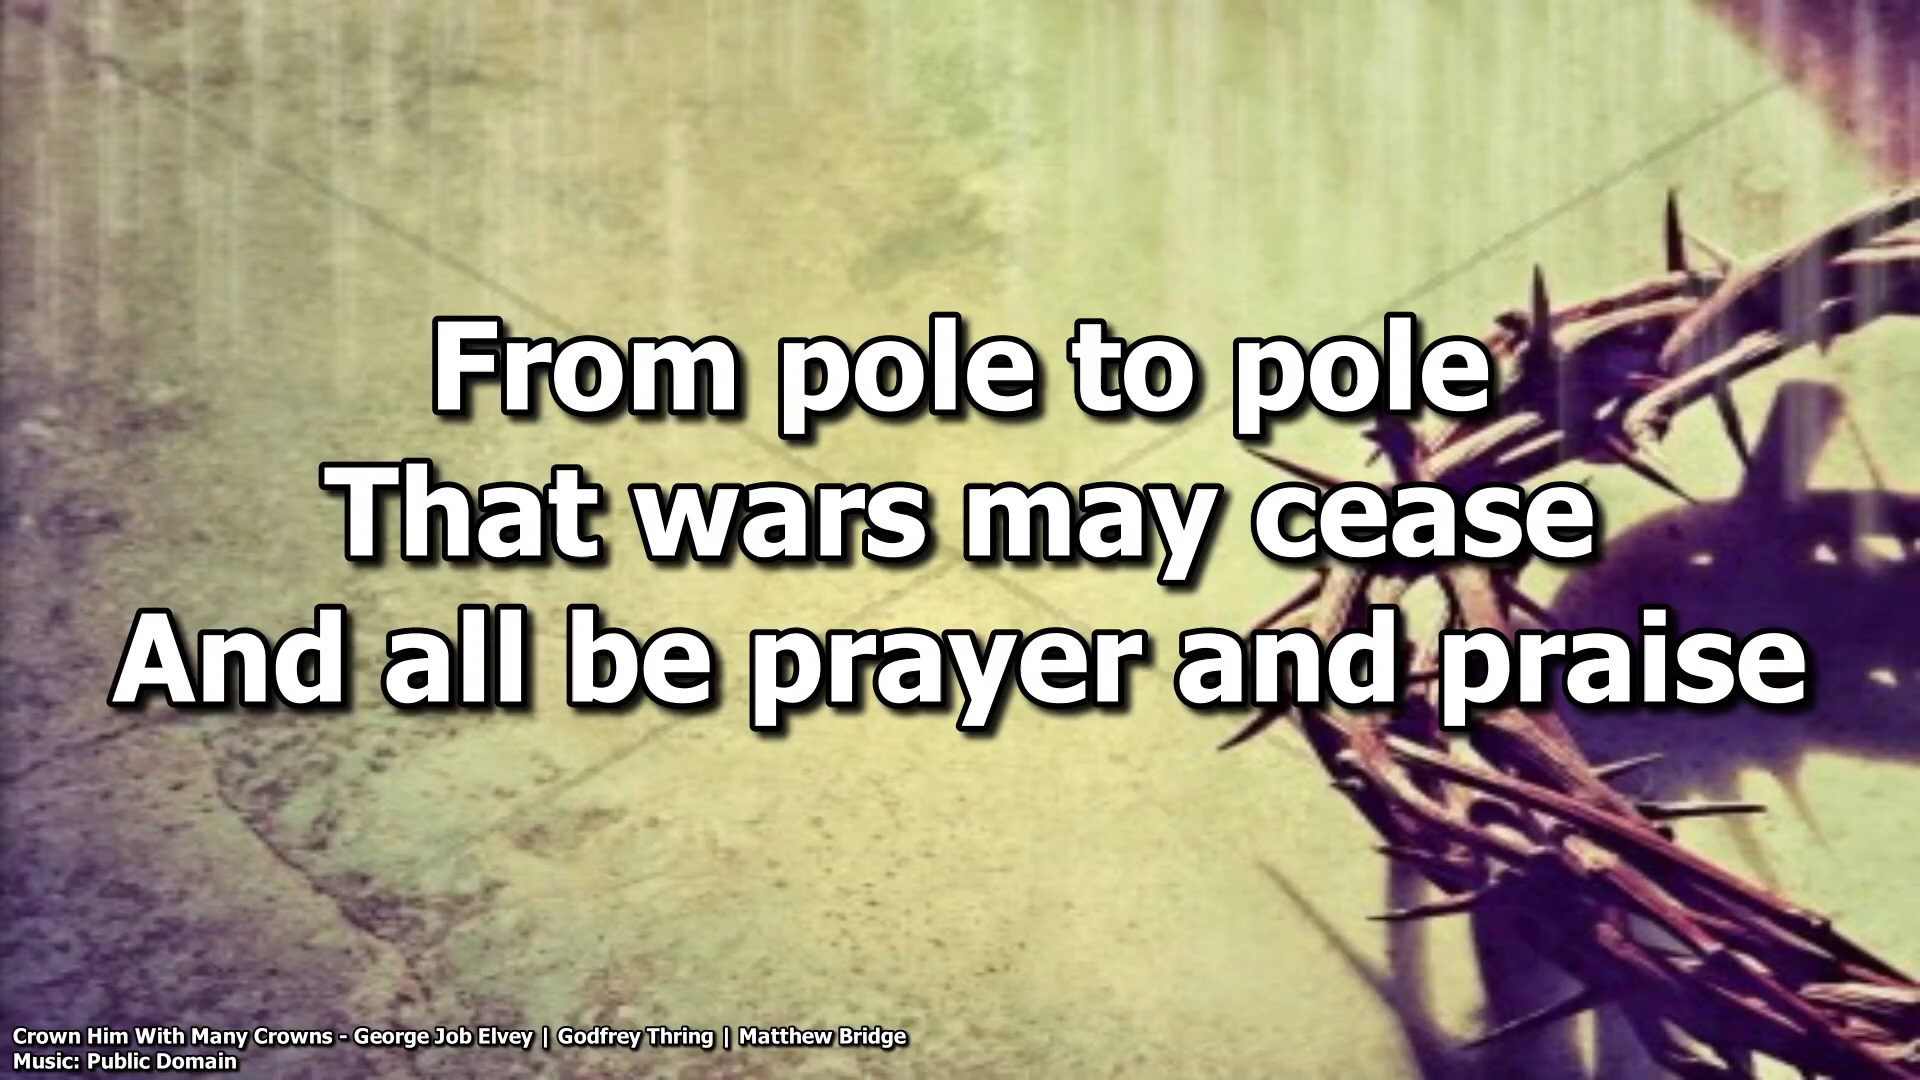 From pole to pole
That wars may cease
And all be prayer and praise
Crown Him With Many Crowns - George Job Elvey | Godfrey Thring | Matthew Bridge
Music: Public Domain